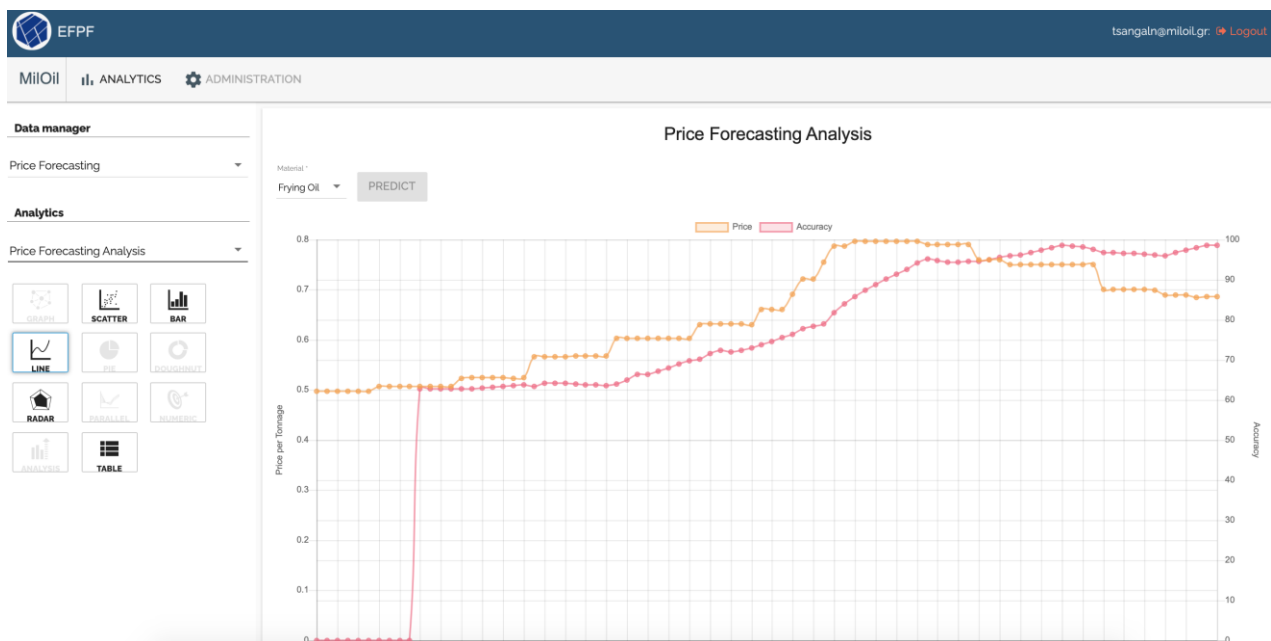 EFPF
tsangaln@miloil.gr: Logout
MilOil ANALYTICS ADMINISTRATION
Data manager
Price Forecasting
Analytics
Price Forecasting Analysis
GRAPH SCATTER BAR
LINE PIE DOUGHNUT
RADAR PARALLEL NUMERIC
ANALYSIS TABLE
Price Forecasting Analysis
Material *
Frying Oil PREDICT
Price Accuracy
0.8
0.7
0.6
0.5
0.4
0.3
0.2
0.1
0
Price per Tonnage
100
90
80
70
60
50
40
30
20
10
0
Accuracy